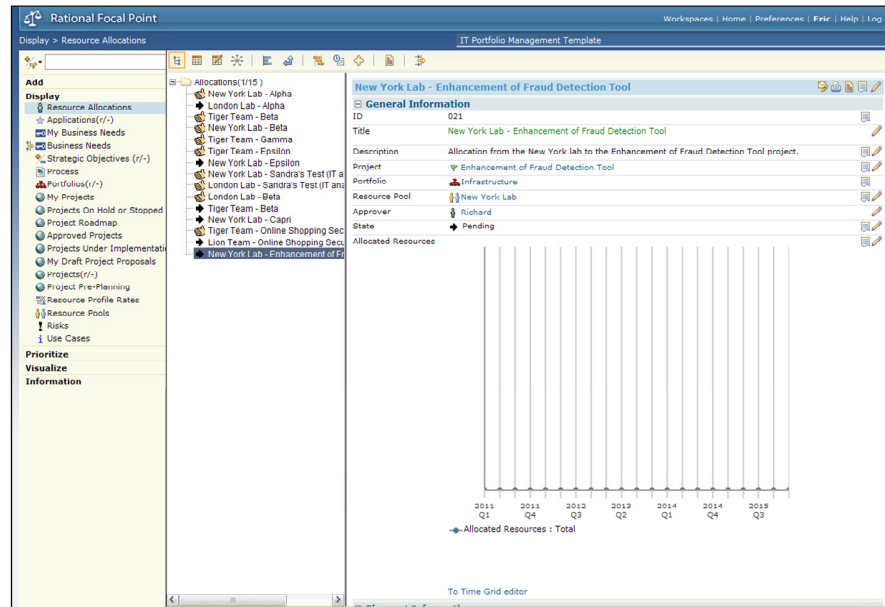 Rational Focal Point
Workspaces | Home | Preferences | Eric | Help | Log
Display > Resource Allocations
IT Portfolio Management Template
Add
Display
Resource Allocations
Applications(r/-)
My Business Needs
Business Needs
Strategic Objectives (r/-)
Process
Portfolios(r/-)
My Projects
Projects On Hold or Stopped
Project Roadmap
Approved Projects
Projects Under Implementati
My Draft Project Proposals
Projects(r/-)
Project Pre-Planning
Resource Profile Rates
Resource Pools
Risks
Use Cases
Prioritize
Visualize
Information
Allocations(1/15 )
New York Lab - Alpha
London Lab - Alpha
Tiger Team - Beta
New York Lab - Beta
Tiger Team - Gamma
Tiger Team - Epsilon
New York Lab - Epsilon
New York Lab - Sandra's Test (IT a
London Lab - Sandra's Test (IT ana
London Lab - Beta
Tiger Team - Beta
New York Lab - Capri
Tiger Team - Online Shopping Sec
Lion Team - Online Shopping Secu
New York Lab - Enhancement of Fr
New York Lab - Enhancement of Fraud Detection Tool
General Information
ID 021
Title New York Lab - Enhancement of Fraud Detection Tool
Description Allocation from the New York lab to the Enhancement of Fraud Detection Tool project.
Project Enhancement of Fraud Detection Tool
Portfolio Infrastructure
Resource Pool New York Lab
Approver Richard
State Pending
Allocated Resources
2011 2011 2012 2012 2014 2014 2015
Q1 Q4 Q3 Q2 Q1 Q4 Q3
Allocated Resources : Total
To Time Grid editor